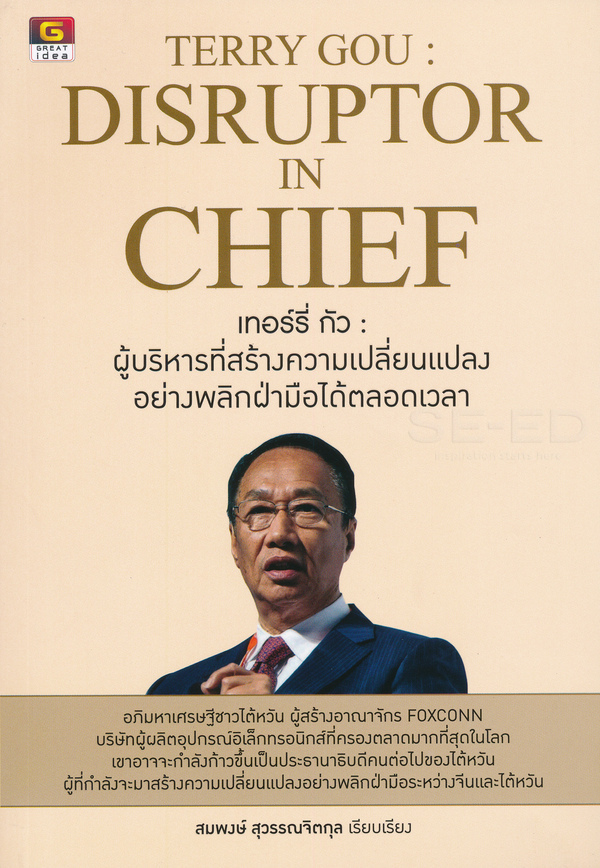 G
GREAT
idea
TERRY GOU :
DISRUPTOR
IN
CHIEF
เทอร์รี่ กัว :
ผู้บริหารที่สร้างความเปลี่ยนแปลง
อย่างพลิกฝ่ามือได้ตลอดเวลา
SE-ED
อภิมหาเศรษฐีชาวไต้หวัน ผู้สร้างอาณาจักร FOXCONN
บริษัทผู้ผลิตอุปกรณ์อิเล็กทรอนิกส์ที่ครองตลาดมากที่สุดในโลก
เขาอาจจะกำลังก้าวขึ้นเป็นประธานาธิบดีคนต่อไปของไต้หวัน
ผู้ที่กำลังจะมาสร้างความเปลี่ยนแปลงอย่างพลิกฝ่ามือระหว่างจีนและไต้หวัน
สมพงษ์ สุวรรณจิตกุล เรียบเรียง